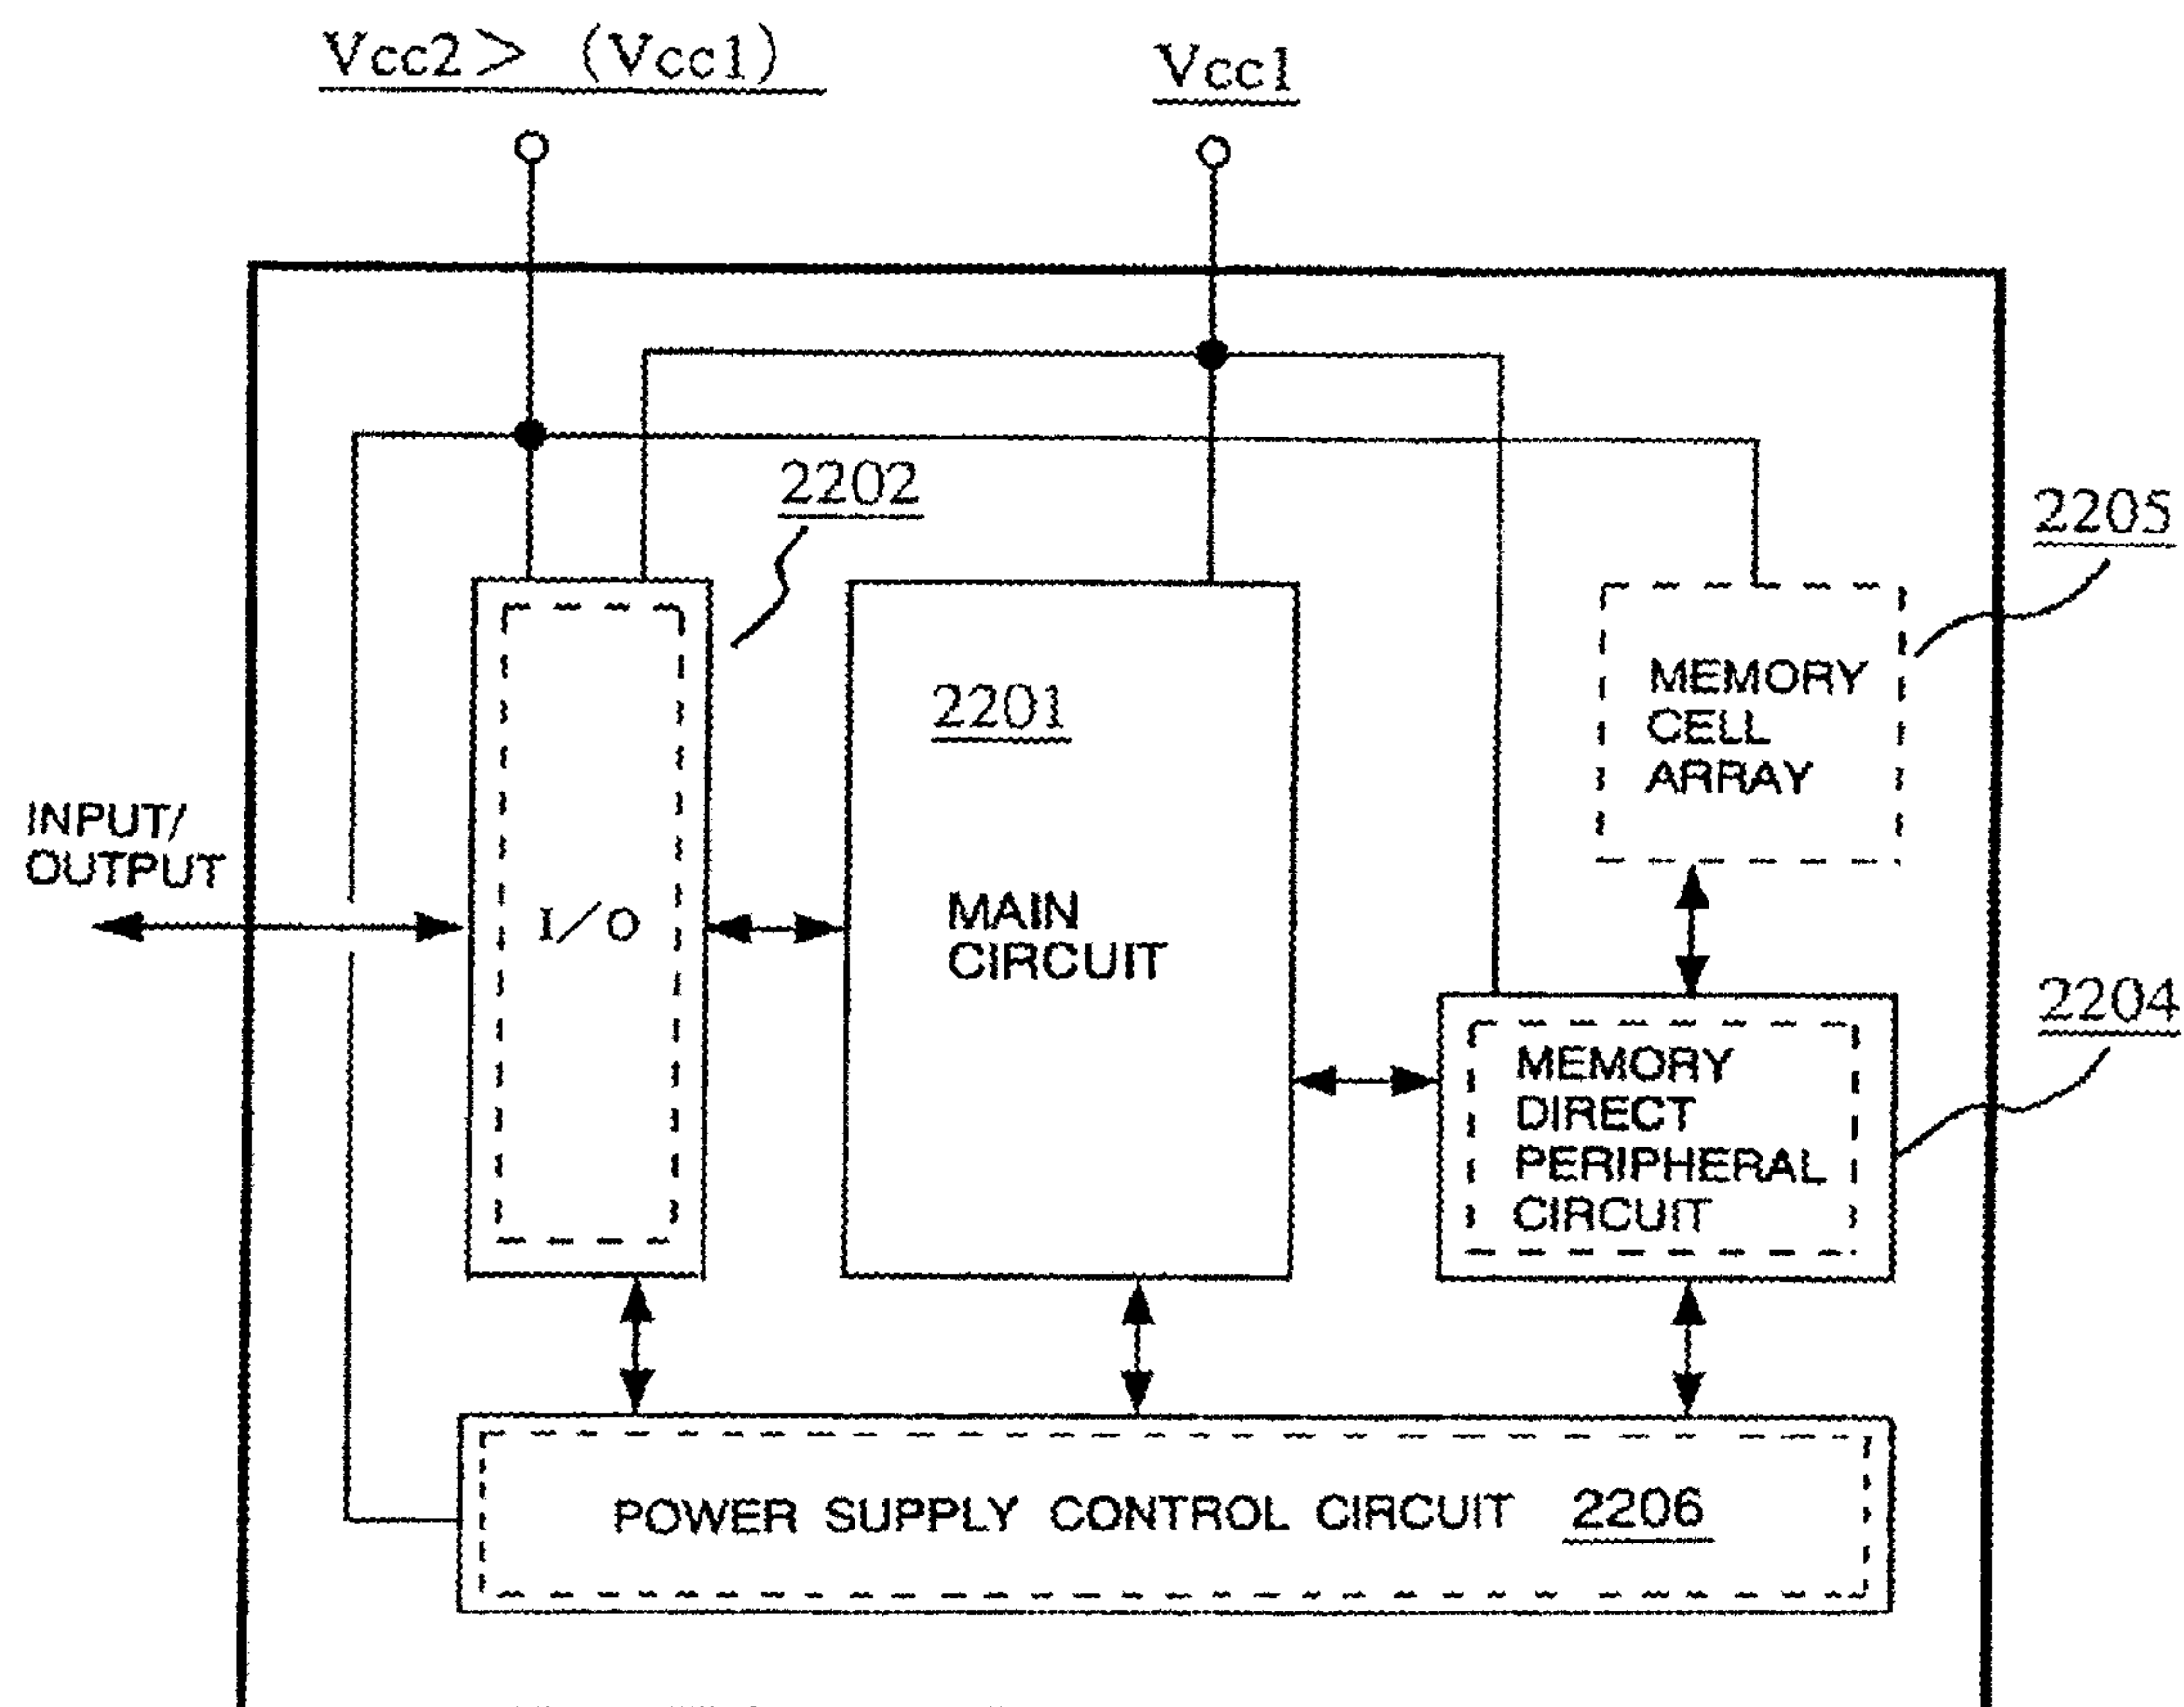 Vcc2> (Vcc1)
Vcc1
2202
2205
2201
MEMORY
CELL
ARRAY
INPUT/
OUTPUT
I/O
MAIN
CIRCUIT
2204
MEMORY
DIRECT
PERIPHERAL
CIRCUIT
POWER SUPPLY CONTROL CIRCUIT 2206